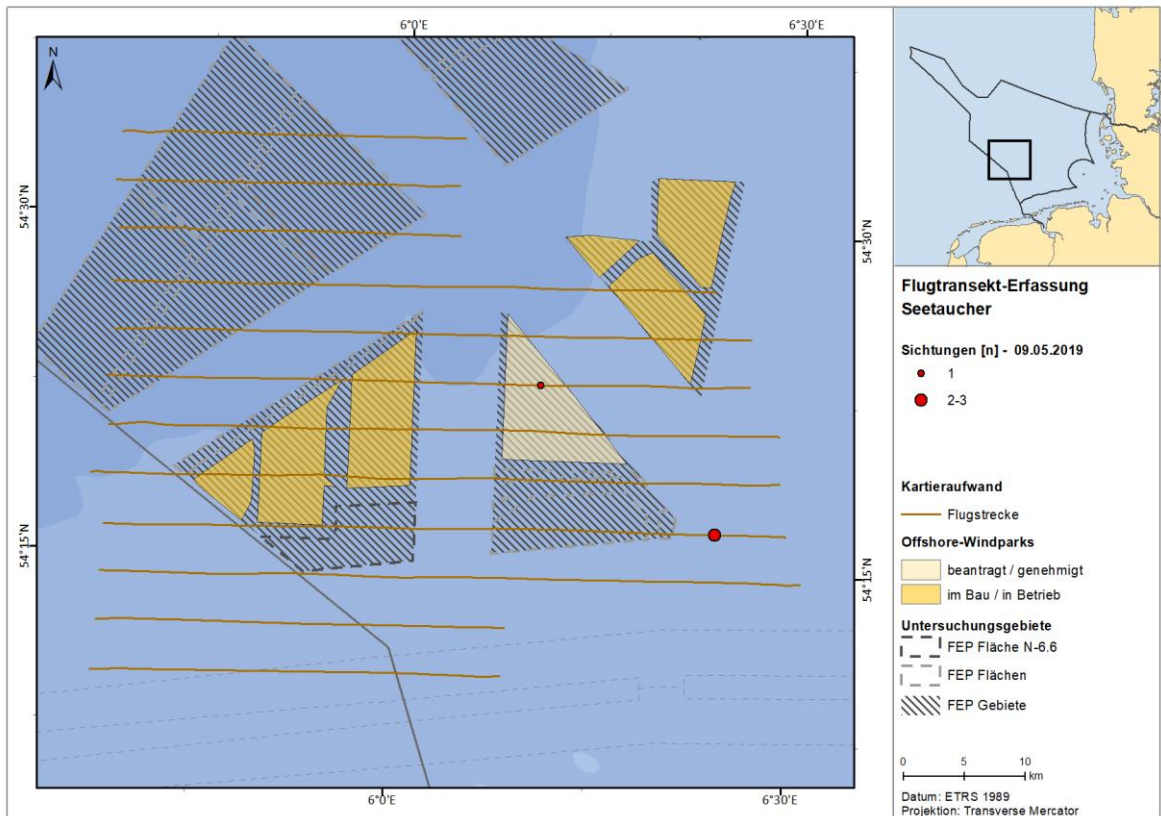 6°0'E
6°30'E
N
54°30'N
54°30'N
54°15'N
54°15'N
6°0'E
6°30'E
Flugtransekt-Erfassung
Seetaucher
Sichtungen [n] - 09.05.2019
1
2-3
Kartieraufwand
Flugstrecke
Offshore-Windparks
beantragt / genehmigt
im Bau / in Betrieb
Untersuchungsgebiete
FEP Fläche N-6.6
FEP Flächen
FEP Gebiete
0 5 10
km
Datum: ETRS 1989
Projektion: Transverse Mercator